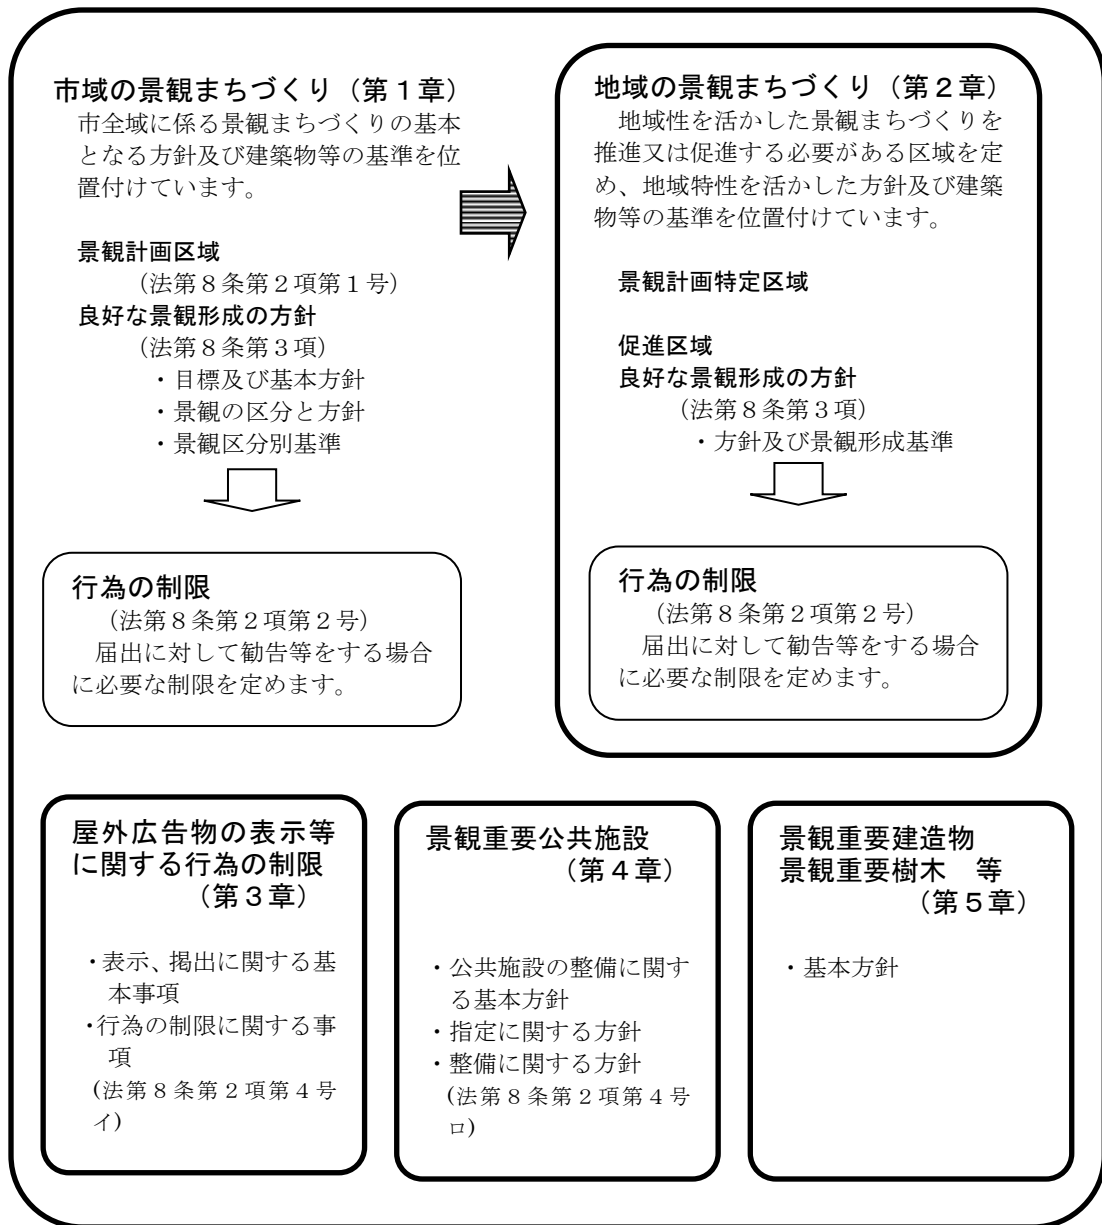 市域の景観まちづくり（第１章）
市全域に係る景観まちづくりの基本
となる方針及び建築物等の基準を位
置付けています。
景観計画区域
（法第８条第２項第１号）
良好な景観形成の方針
（法第８条第３項）
・目標及び基本方針
・景観の区分と方針
・景観区分別基準
行為の制限
（法第８条第２項第２号）
届出に対して勧告等をする場合
に必要な制限を定めます。
地域の景観まちづくり（第２章）
地域性を活かした景観まちづくりを
推進又は促進する必要がある区域を定
め、地域特性を活かした方針及び建築
物等の基準を位置付けています。
景観計画特定区域
促進区域
良好な景観形成の方針
（法第８条第３項）
・方針及び景観形成基準
行為の制限
（法第８条第２項第２号）
届出に対して勧告等をする場合
に必要な制限を定めます。
屋外広告物の表示等
に関する行為の制限
（第３章）
・表示、掲出に関する基
本事項
・行為の制限に関する事
項
(法第８条第２項第４号
イ)
景観重要公共施設
（第４章）
・公共施設の整備に関す
る基本方針
・指定に関する方針
・整備に関する方針
(法第８条第２項第４号
ロ)
景観重要建造物
景観重要樹木　等
（第５章）
・基本方針